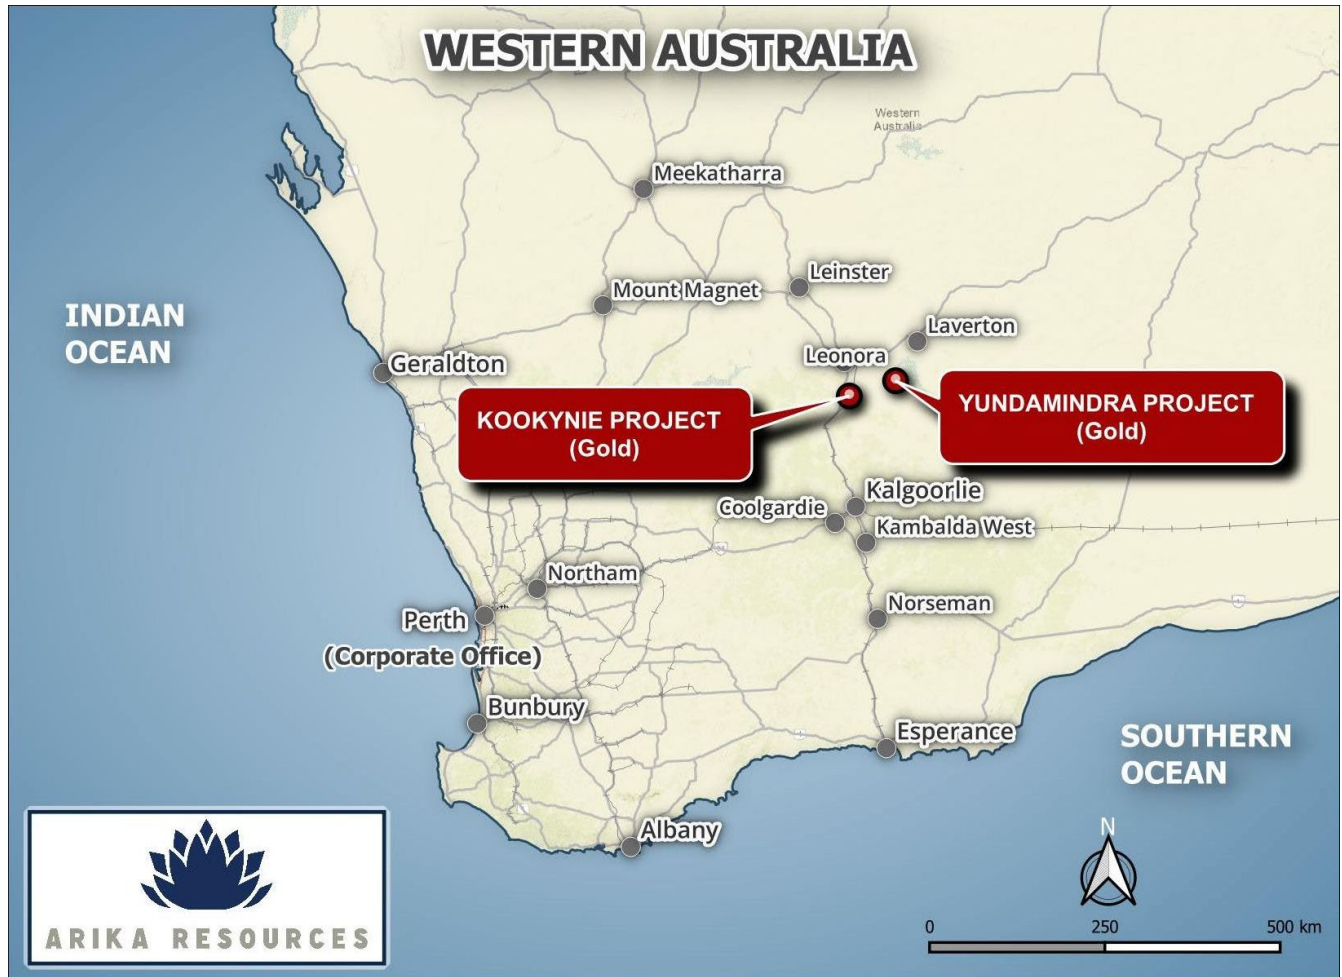 WESTERN AUSTRALIA
Western
Australia
Meekatharra
Leinster
Mount Magnet
INDIAN
OCEAN
Laverton
Leonora
Geraldton
KOOKYNIE PROJECT
(Gold)
YUNDAMINDRA PROJECT
(Gold)
Kalgoorlie
Coolgardie
Kambalda West
Northam
Norseman
Perth
(Corporate Office)
Bunbury
Esperance
SOUTHERN
OCEAN
Albany
N
0 250 500 km
ARIKA RESOURCES